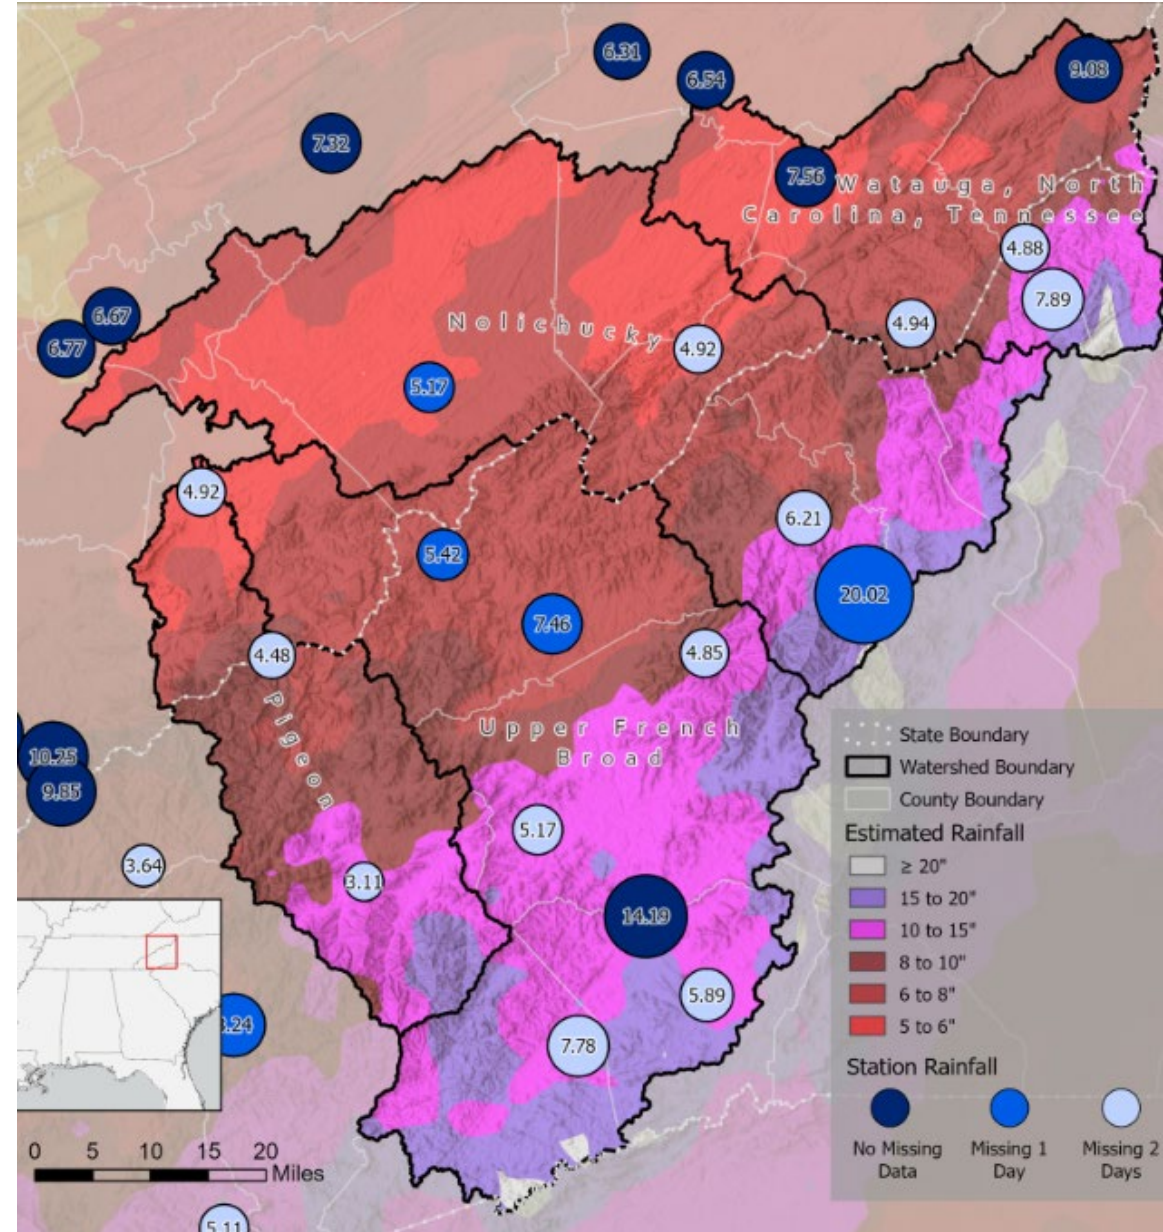 6.31
6.54
9.08
7.32
7.56
Watauga, North
Carolina, Tennessee
4.88
7.89
6.67
6.77
Nolichucky
4.92
4.94
5.17
4.92
6.21
5.42
20.02
7.46
4.48
4.85
Pigeon
Upper French
Broad
10.25
9.85
5.17
3.64
3.11
14.19
5.89
.24
7.78
5.11
State Boundary
Watershed Boundary
County Boundary
Estimated Rainfall
≥ 20"
15 to 20"
10 to 15"
8 to 10"
6 to 8"
5 to 6"
Station Rainfall
No Missing Data
Missing 1 Day
Missing 2 Days
0 5 10 15 20
Miles